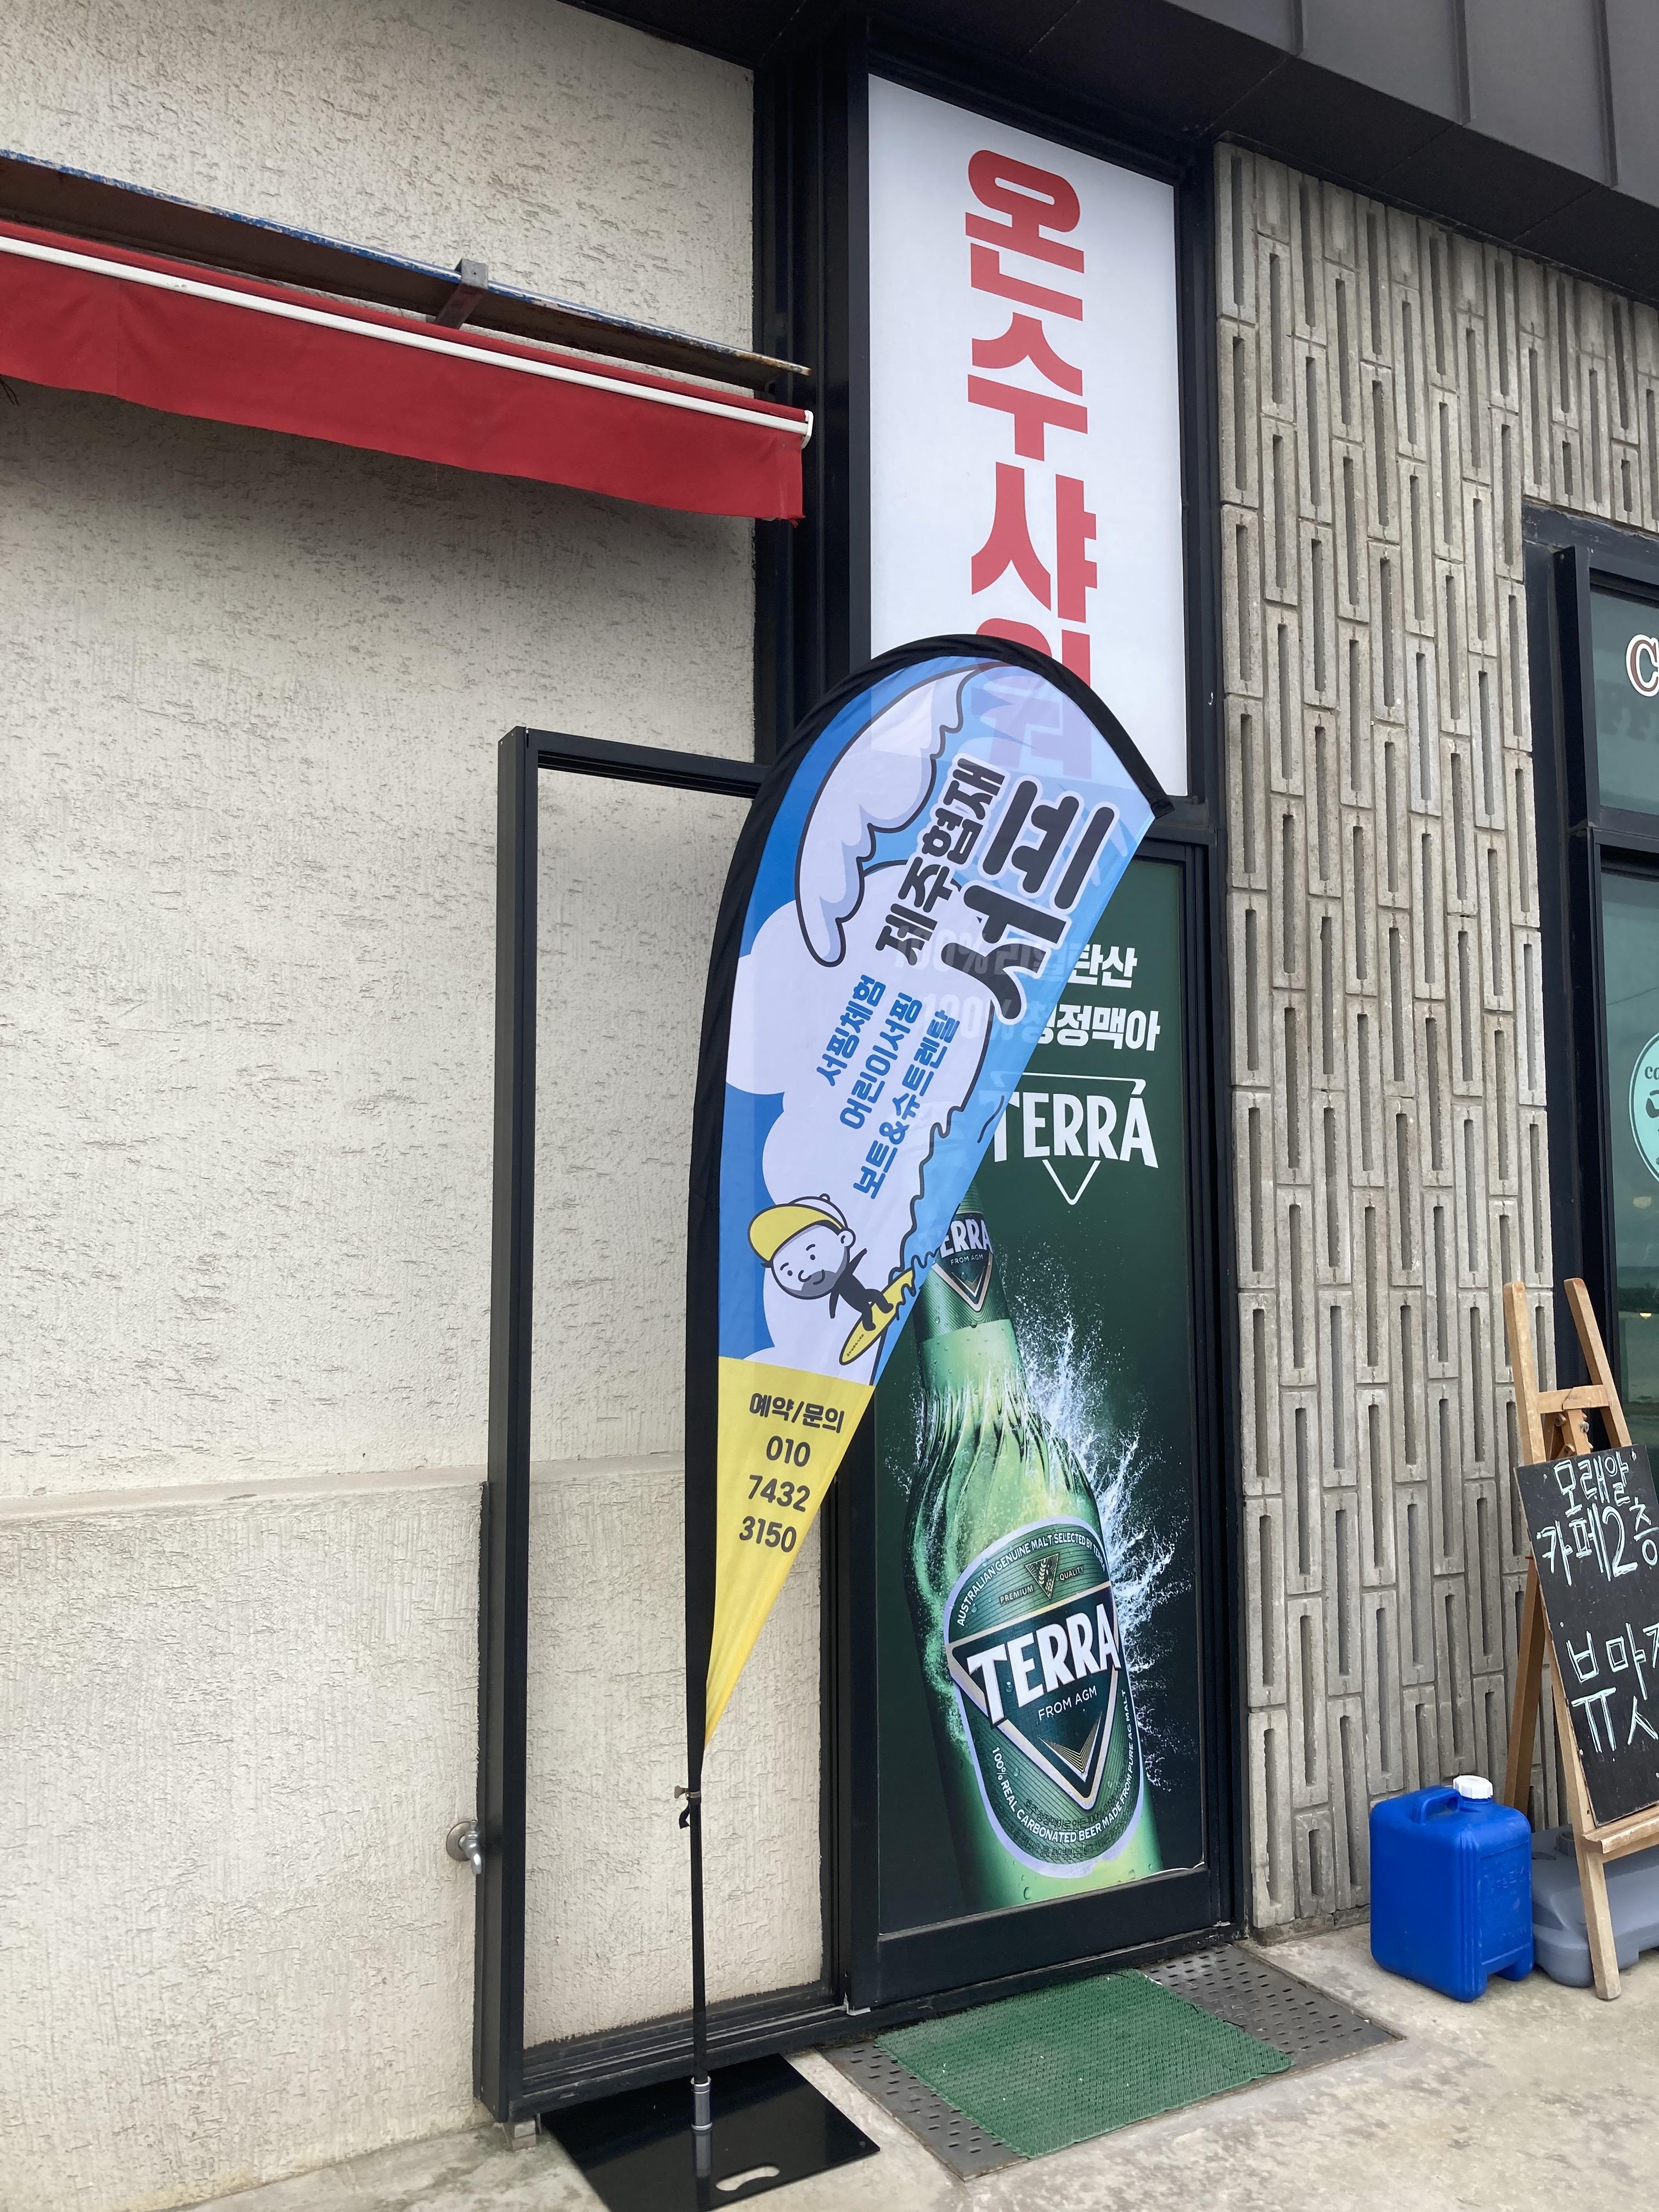 온수샤워
제주협재
서퍼
서핑체험
어린이서핑
보트&슈트렌탈
예약/문의
010
7432
3150
100% 리얼탄산
100% 청정맥아
TERRA
TERRA
FROM AGM
AUSTRALIAN GENUINE MALT SELECTED BY
PREMIUM QUALITY
TERRA
FROM AGM
100% REAL CARBONATED BEER MADE FROM PURE AG MALT
모래알
카페2층
뷰맛